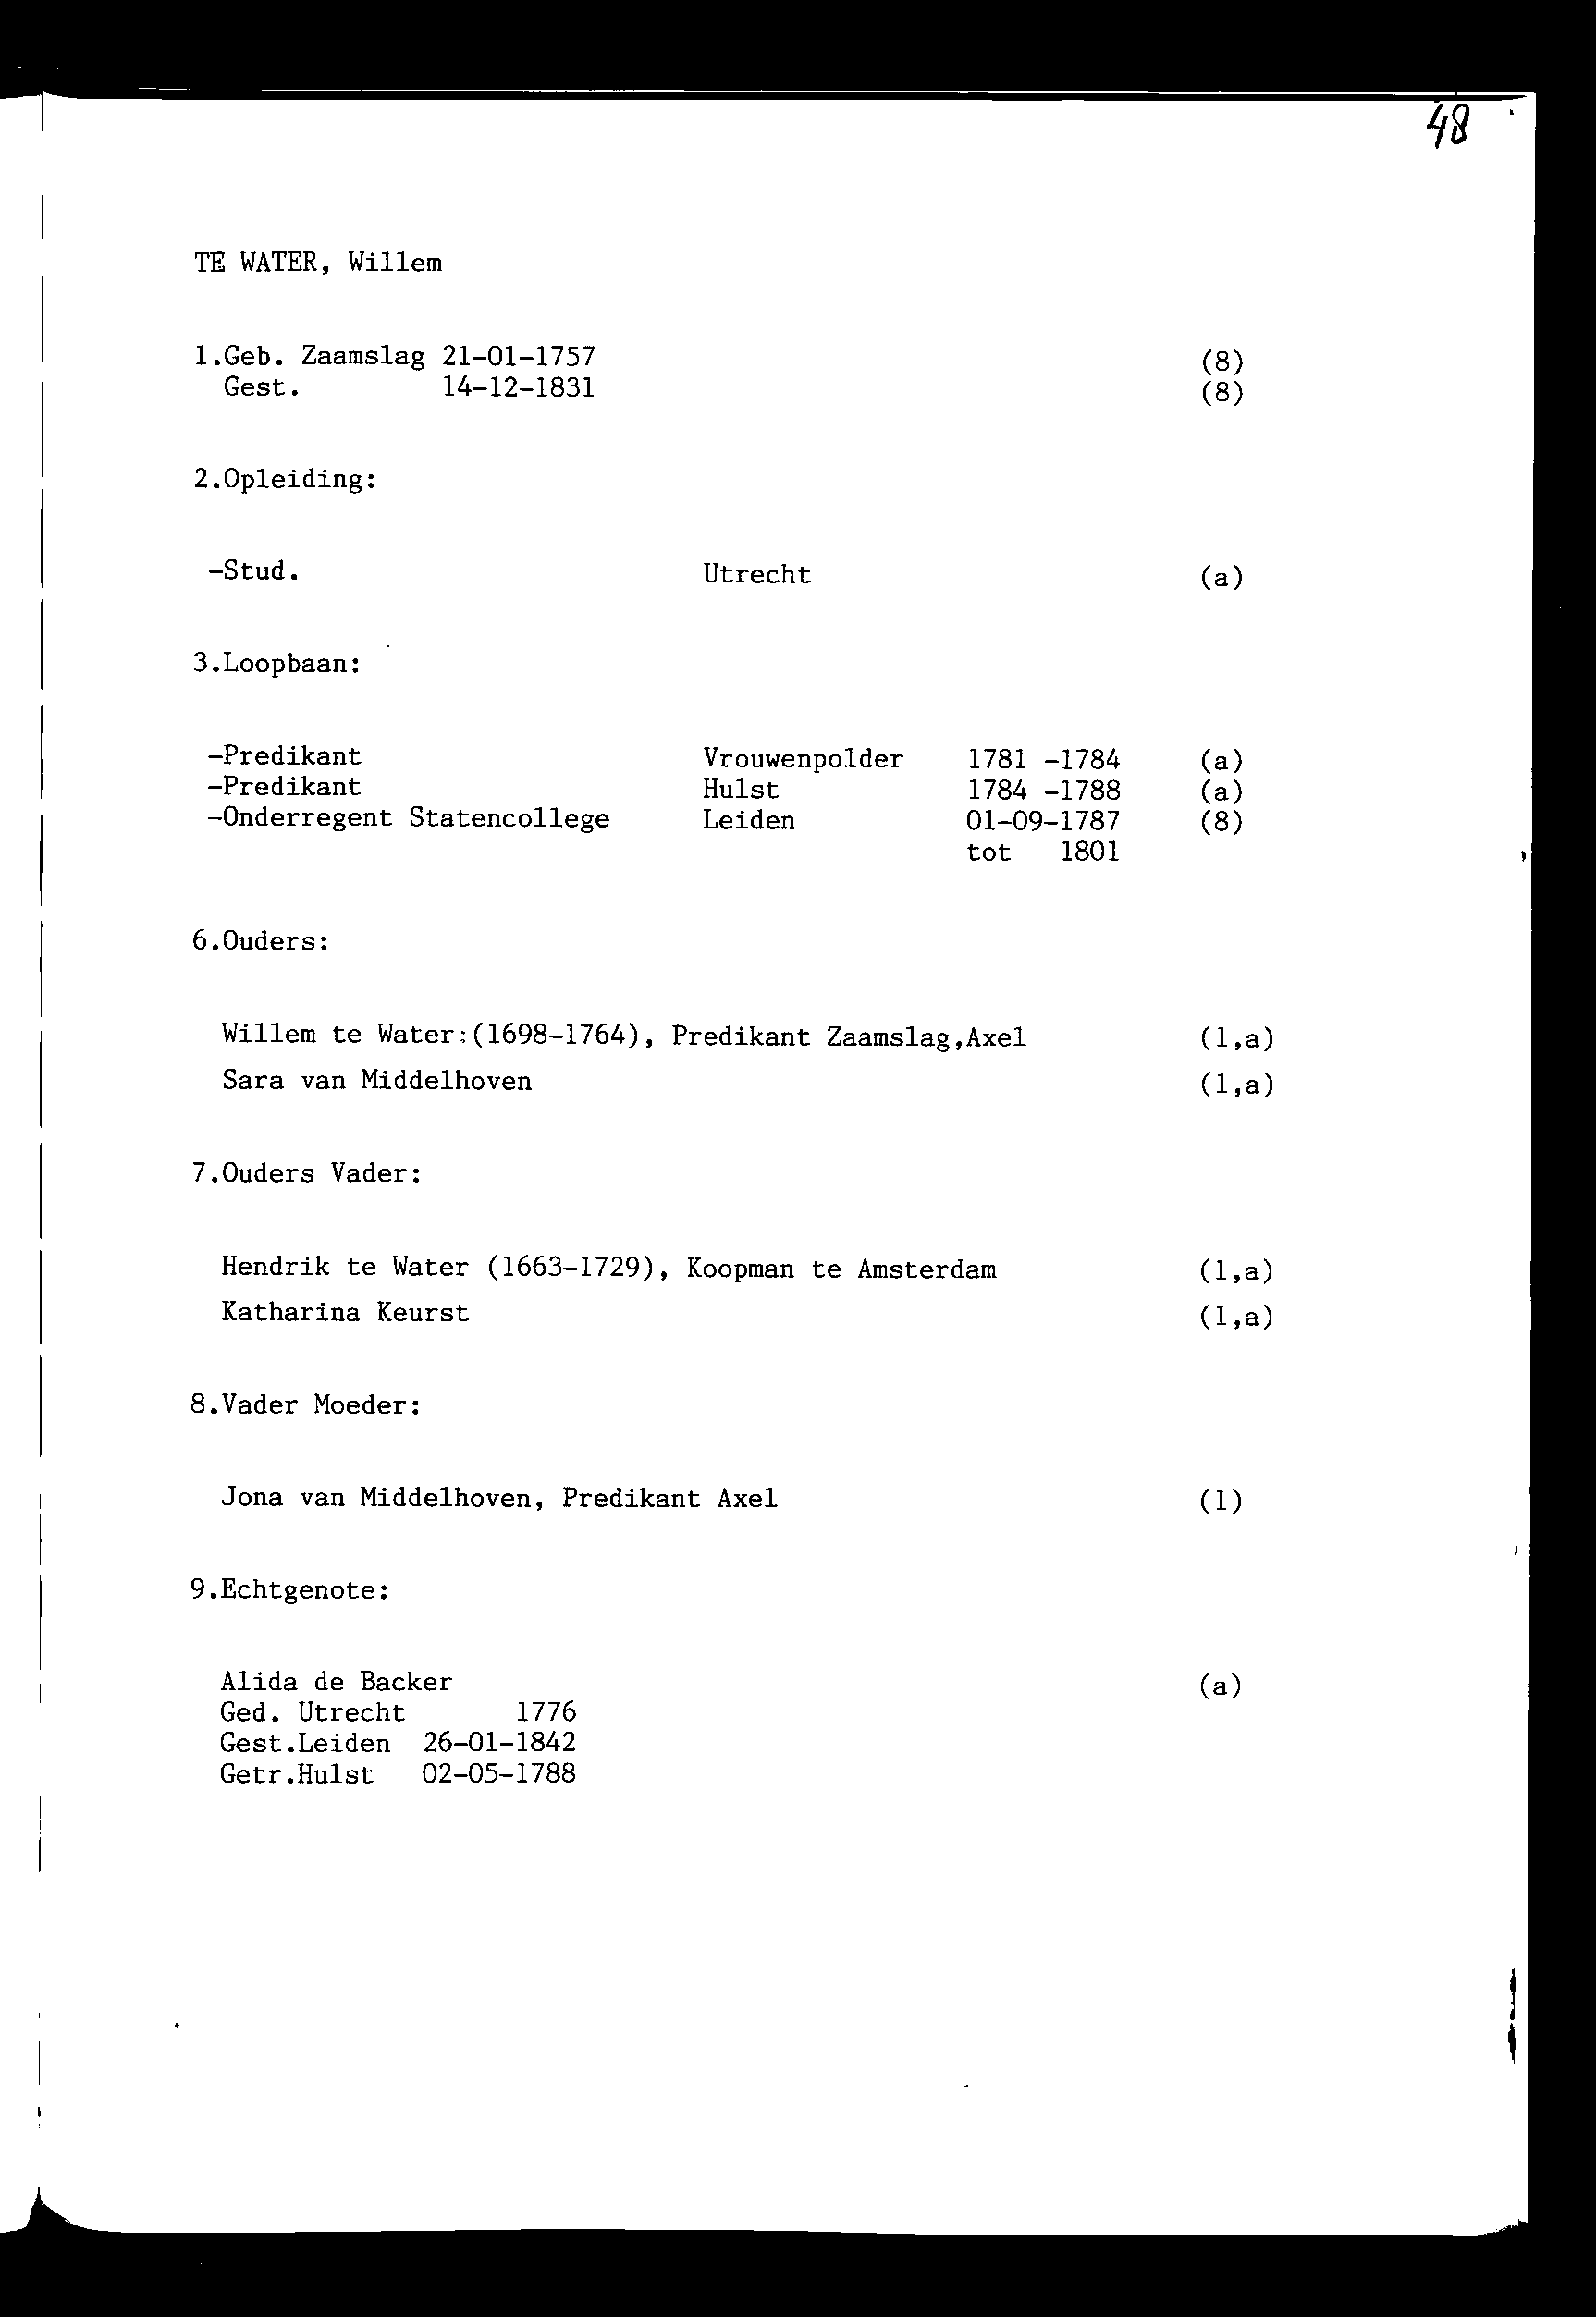 48
TE WATER, Willem
1.Geb. Zaamslag 21-01-1757 (8)
Gest. 14-12-1831 (8)
2.Opleiding:
-Stud. Utrecht (a)
3.Loopbaan:
-Predikant Vrouwenpolder 1781 -1784 (a)
-Predikant Hulst 1784 -1788 (a)
-Onderregent Statencollege Leiden 01-09-1787 (8)
tot 1801
6.Ouders:
Willem te Water:(1698-1764), Predikant Zaamslag,Axel (1,a)
Sara van Middelhoven (1,a)
7.Ouders Vader:
Hendrik te Water (1663-1729), Koopman te Amsterdam (1,a)
Katharina Keurst (1,a)
8.Vader Moeder:
Jona van Middelhoven, Predikant Axel (1)
9.Echtgenote:
Alida de Backer (a)
Ged. Utrecht 1776
Gest.Leiden 26-01-1842
Getr.Hulst 02-05-1788